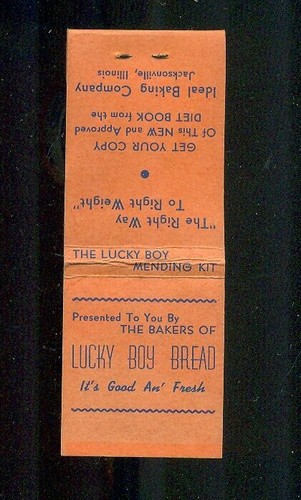 "The Right Way
To Right Weight"
GET YOUR COPY
Of This NEW and Approved
DIET BOOK from the
Ideal Baking Company
Jacksonville, Illinois
THE LUCKY BOY
MENDING KIT
Presented To You By
THE BAKERS OF
LUCKY BOY BREAD
It's Good An' Fresh